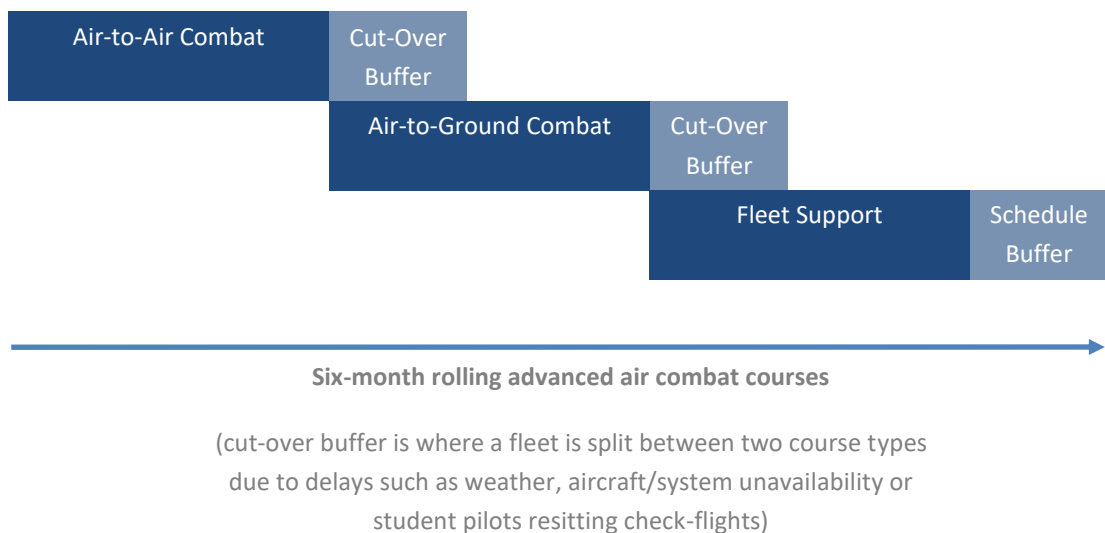 Air-to-Air Combat
Cut-Over
Buffer
Air-to-Ground Combat
Cut-Over
Buffer
Fleet Support
Schedule
Buffer
Six-month rolling advanced air combat courses
(cut-over buffer is where a fleet is split between two course types
due to delays such as weather, aircraft/system unavailability or
student pilots resitting check-flights)